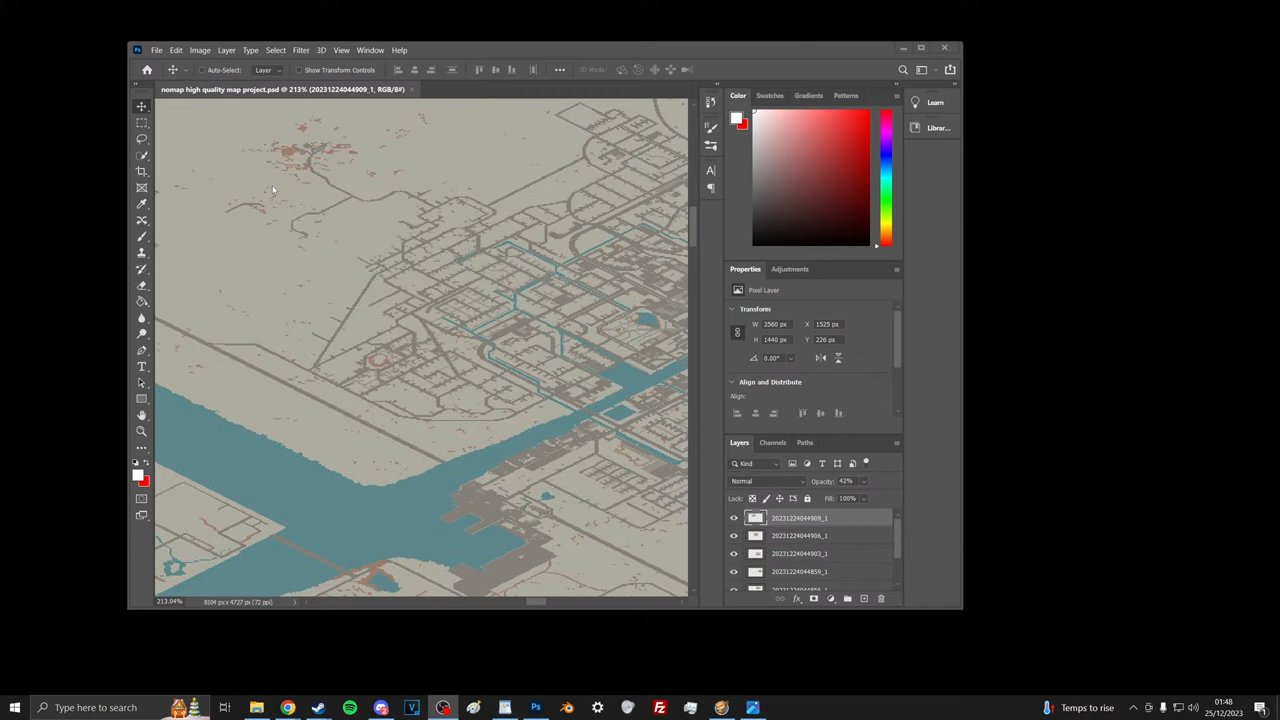 Ps File Edit Image Layer Type Select Filter 3D View Window Help
Auto-Select: Layer Show Transform Controls 3D Mode:
nomap high quality map project.psd @ 213% (20231224044909_1, RGB/8#) ×
Color Swatches Gradients Patterns
Learn
Librar...
Properties Adjustments
Pixel Layer
Transform
W 2560 px X 1525 px
H 1440 px Y 226 px
0.00°
Align and Distribute
Align:
Layers Channels Paths
Kind
Normal Opacity: 42%
Lock: Fill: 100%
20231224044909_1
20231224044906_1
20231224044903_1
20231224044859_1
20231224044856_1
213.04% 8104 px x 4727 px (72 ppi)
Type here to search
Temps to rise
01:48
25/12/2023